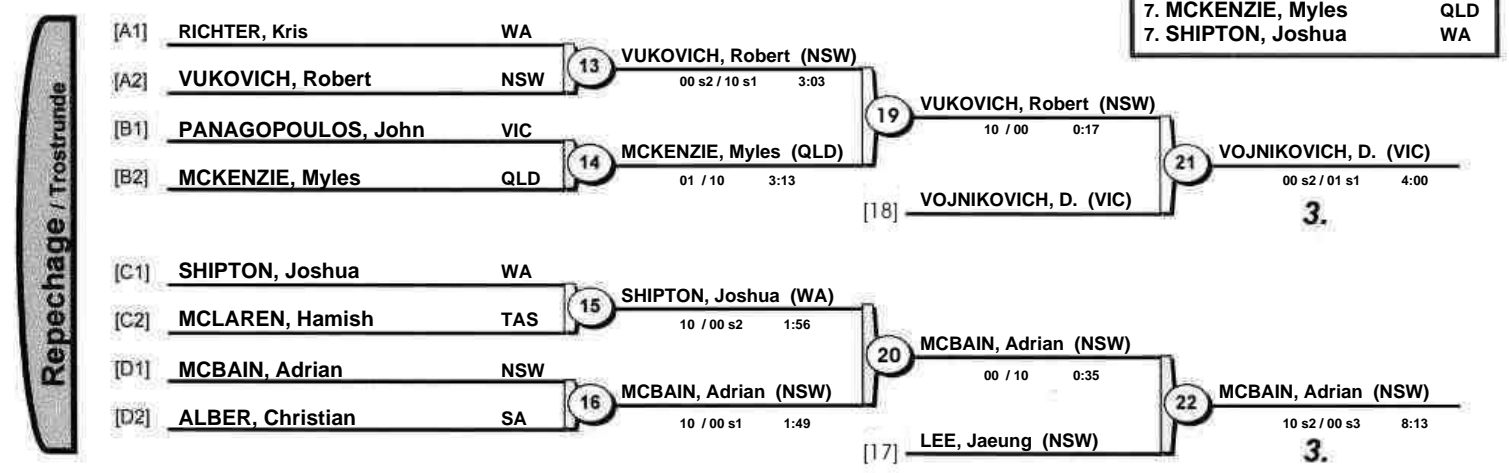 7. MCKENZIE, Myles QLD
7. SHIPTON, Joshua WA
Repechage / Trostrunde
[A1] RICHTER, Kris WA
[A2] VUKOVICH, Robert NSW
13
VUKOVICH, Robert (NSW)
00 s2 / 10 s1 3:03
[B1] PANAGOPOULOS, John VIC
[B2] MCKENZIE, Myles QLD
14
MCKENZIE, Myles (QLD)
01 / 10 3:13
19
VUKOVICH, Robert (NSW)
10 / 00 0:17
[18] VOJNIKOVICH, D. (VIC)
21
VOJNIKOVICH, D. (VIC)
00 s2 / 01 s1 4:00
3.
[C1] SHIPTON, Joshua WA
[C2] MCLAREN, Hamish TAS
15
SHIPTON, Joshua (WA)
10 / 00 s2 1:56
[D1] MCBAIN, Adrian NSW
[D2] ALBER, Christian SA
16
MCBAIN, Adrian (NSW)
10 / 00 s1 1:49
20
MCBAIN, Adrian (NSW)
00 / 10 0:35
[17] LEE, Jaeung (NSW)
22
MCBAIN, Adrian (NSW)
10 s2 / 00 s3 8:13
3.